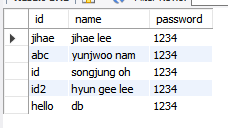 id name password
jihae jihae lee 1234
abc yunjwoo nam 1234
id songjung oh 1234
id2 hyun gee lee 1234
hello db 1234